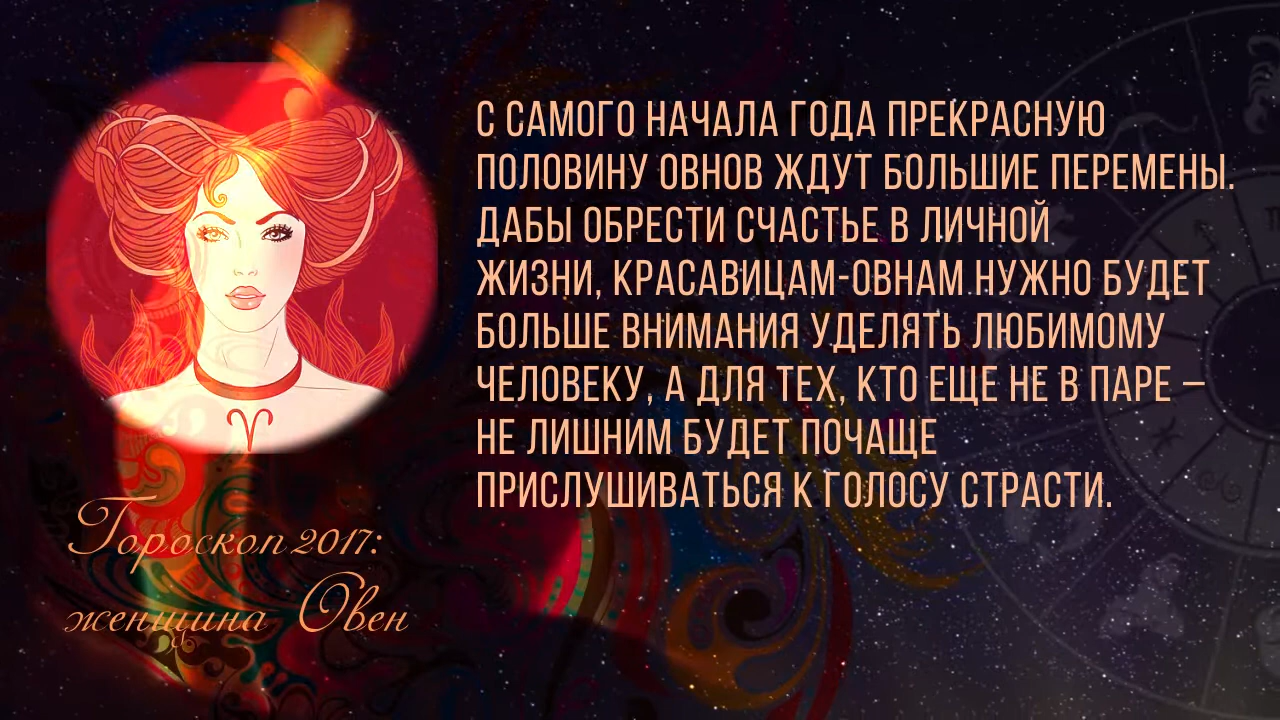 С САМОГО НАЧАЛА ГОДА ПРЕКРАСНУЮ
ПОЛОВИНУ ОВНОВ ЖДУТ БОЛЬШИЕ ПЕРЕМЕНЫ.
ДАБЫ ОБРЕСТИ СЧАСТЬЕ В ЛИЧНОЙ
ЖИЗНИ, КРАСАВИЦАМ-ОВНАМ НУЖНО БУДЕТ
БОЛЬШЕ ВНИМАНИЯ УДЕЛЯТЬ ЛЮБИМОМУ
ЧЕЛОВЕКУ, А ДЛЯ ТЕХ, КТО ЕЩЕ НЕ В ПАРЕ –
НЕ ЛИШНИМ БУДЕТ ПОЧАЩЕ
ПРИСЛУШИВАТЬСЯ К ГОЛОСУ СТРАСТИ.
Гороскоп 2017:
женщина Овен